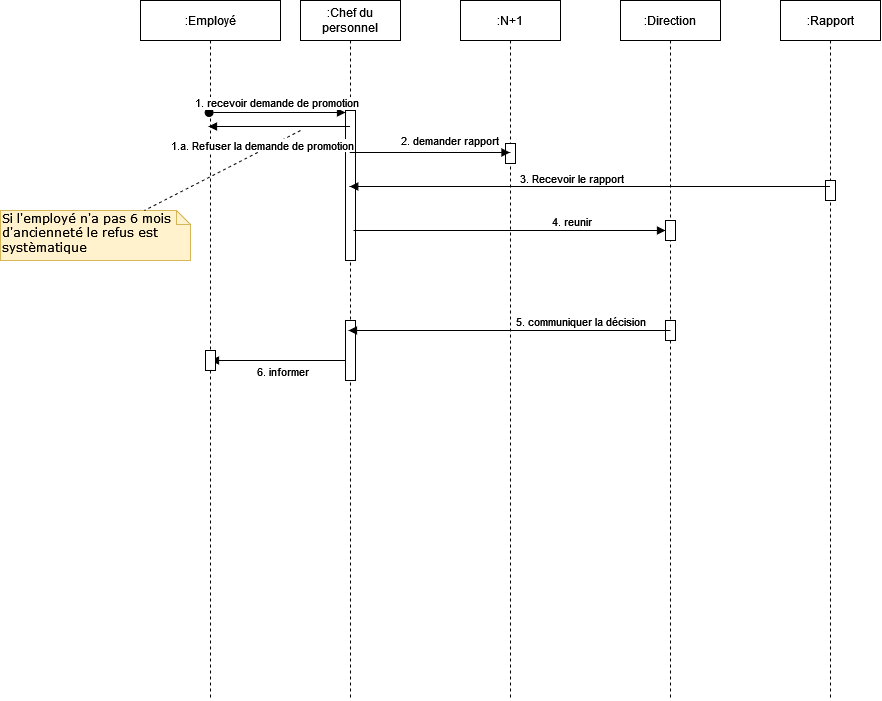 :Employé
:Chef du
personnel
:N+1
:Direction
:Rapport
1. recevoir demande de promotion
1.a. Refuser la demande de promotion
2. demander rapport
3. Recevoir le rapport
Si l'employé n'a pas 6 mois
d'ancienneté le refus est
systèmatique
4. reunir
5. communiquer la décision
6. informer